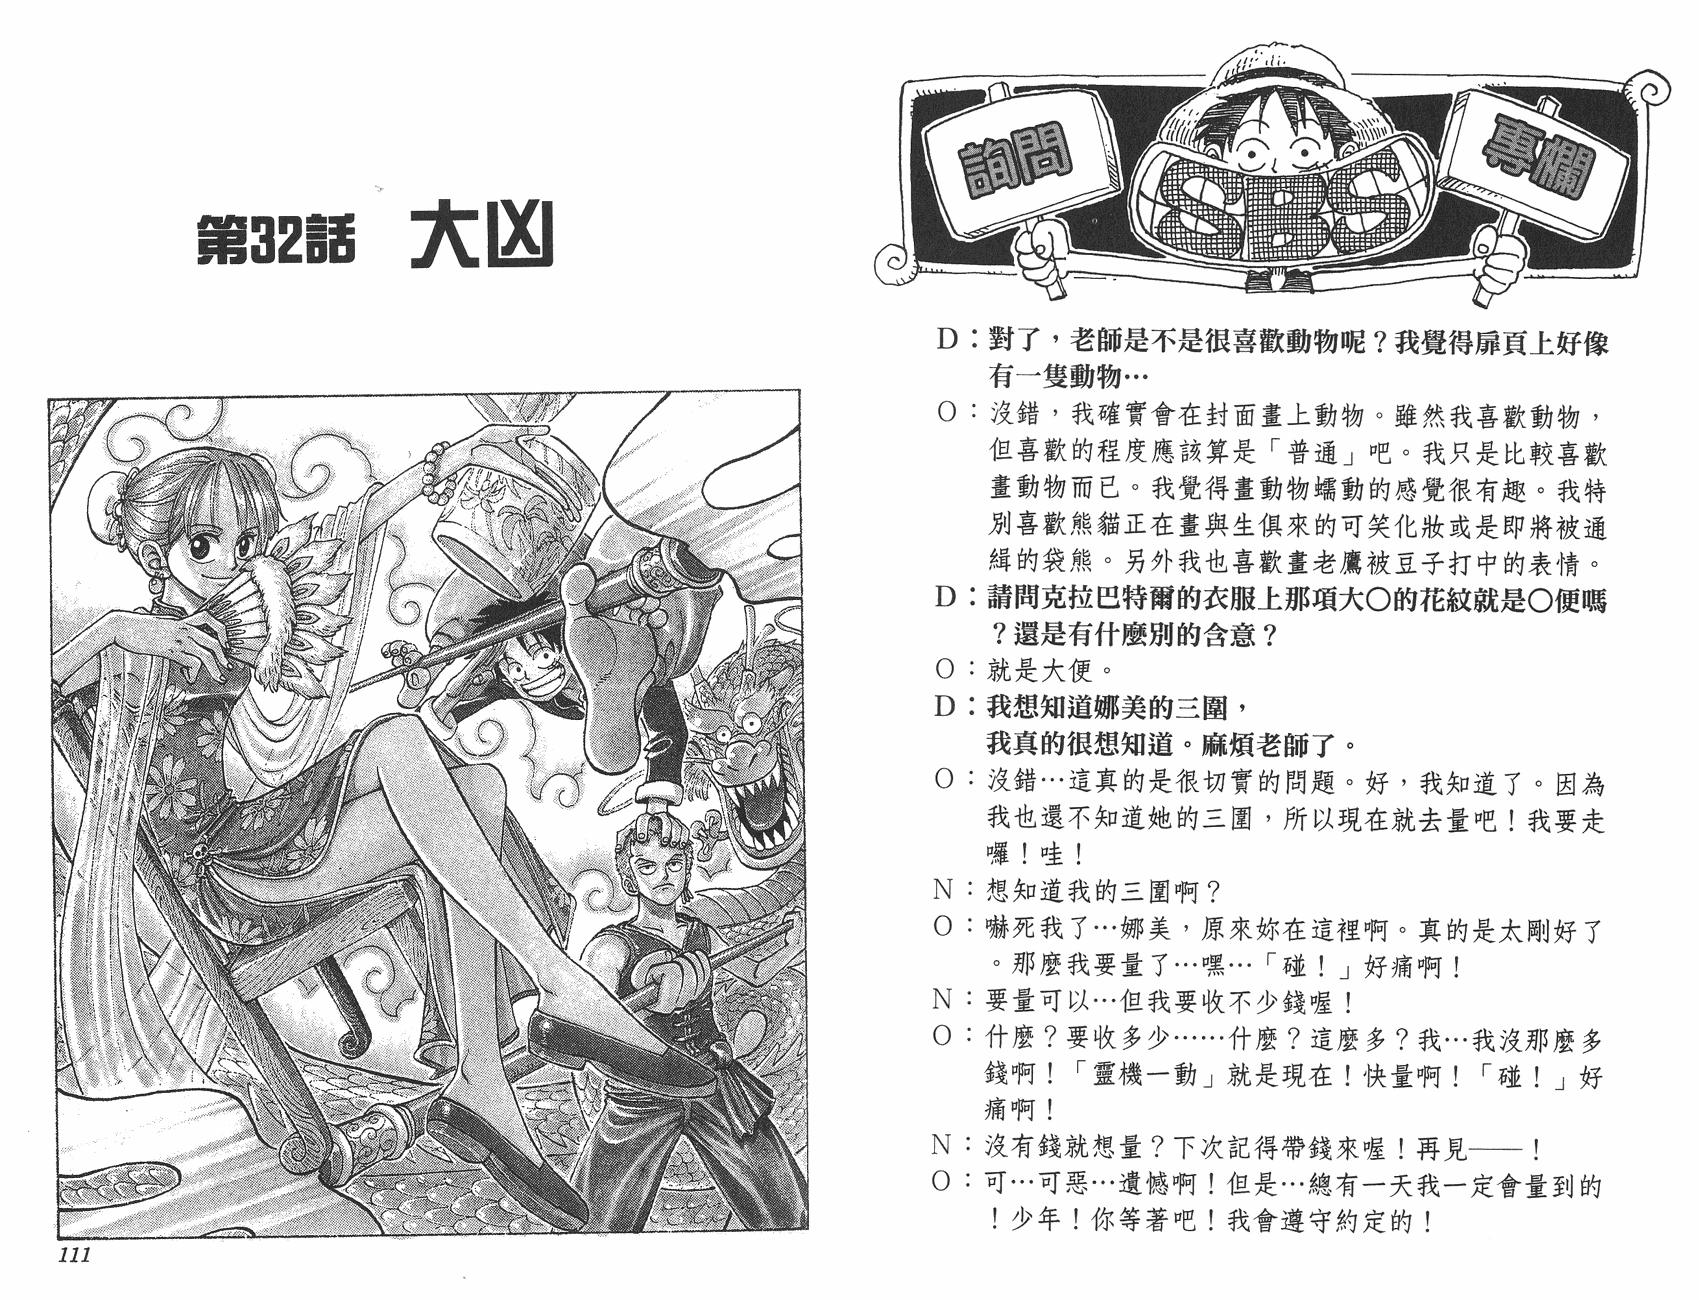 詢問
SBS
專欄
D：對了，老師是不是很喜歡動物呢？我覺得扉頁上好像
有一隻動物…
O：沒錯，我確實會在封面畫上動物。雖然我喜歡動物，
但喜歡的程度應該算是「普通」吧。我只是比較喜歡
畫動物而已。我覺得畫動物蠕動的感覺很有趣。我特
別喜歡熊貓正在畫與生俱來的可笑化妝或是即將被通
緝的袋熊。另外我也喜歡畫老鷹被豆子打中的表情。
D：請問克拉巴特爾的衣服上那項大○的花紋就是○便嗎
？還是有什麼別的含意？
O：就是大便。
D：我想知道娜美的三圍，
我真的很想知道。麻煩老師了。
O：沒錯…這真的是很切實的問題。好，我知道了。因為
我也還不知道她的三圍，所以現在就去量吧！我要走
囉！哇！
N：想知道我的三圍啊？
O：嚇死我了…娜美，原來妳在這裡啊。真的是太剛好了
。那麼我要量了…嘿…「碰！」好痛啊！
N：要量可以…但我要收不少錢喔！
O：什麼？要收多少……什麼？這麼多？我…我沒那麼多
錢啊！「靈機一動」就是現在！快量啊！「碰！」好
痛啊！
N：沒有錢就想量？下次記得帶錢來喔！再見——！
O：可…可惡…遺憾啊！但是…總有一天我一定會量到的
！少年！你等著吧！我會遵守約定的！
第32話 大凶
111